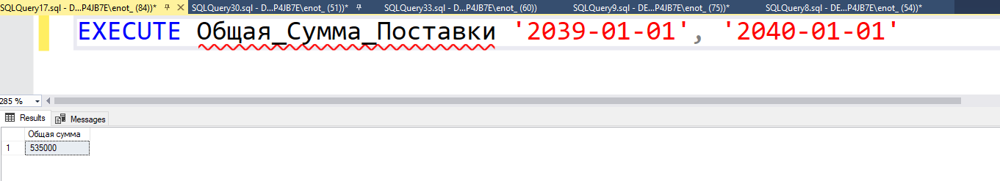 SQLQuery17.sql - D...P4JB7E\enot_ (84))* SQLQuery30.sql - D...P4JB7E\enot_ (51))* SQLQuery33.sql - D...P4JB7E\enot_ (60)) SQLQuery9.sql - DE...P4JB7E\enot_ (75))* SQLQuery8.sql - DE...P4JB7E\enot_ (54))*
EXECUTE Общая_Сумма_Поставки '2039-01-01', '2040-01-01'
285 %
Results Messages
Общая сумма
1 535000